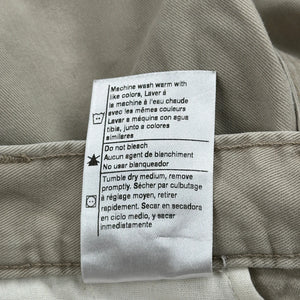 Machine wash warm with
like colors, Laver à
la machine à l'eau chaude
avec les mêmes couleurs
Lavar a máquina con agua
tibia, junto a colores
similares
Do not bleach
Aucun agent de blanchiment
No usar blanqueador
Tumble dry medium, remove
promptly. Sécher par culbutage
à réglage moyen, retirer
rapidement. Secar en secadora
en ciclo medio, y sacar
inmediatamente